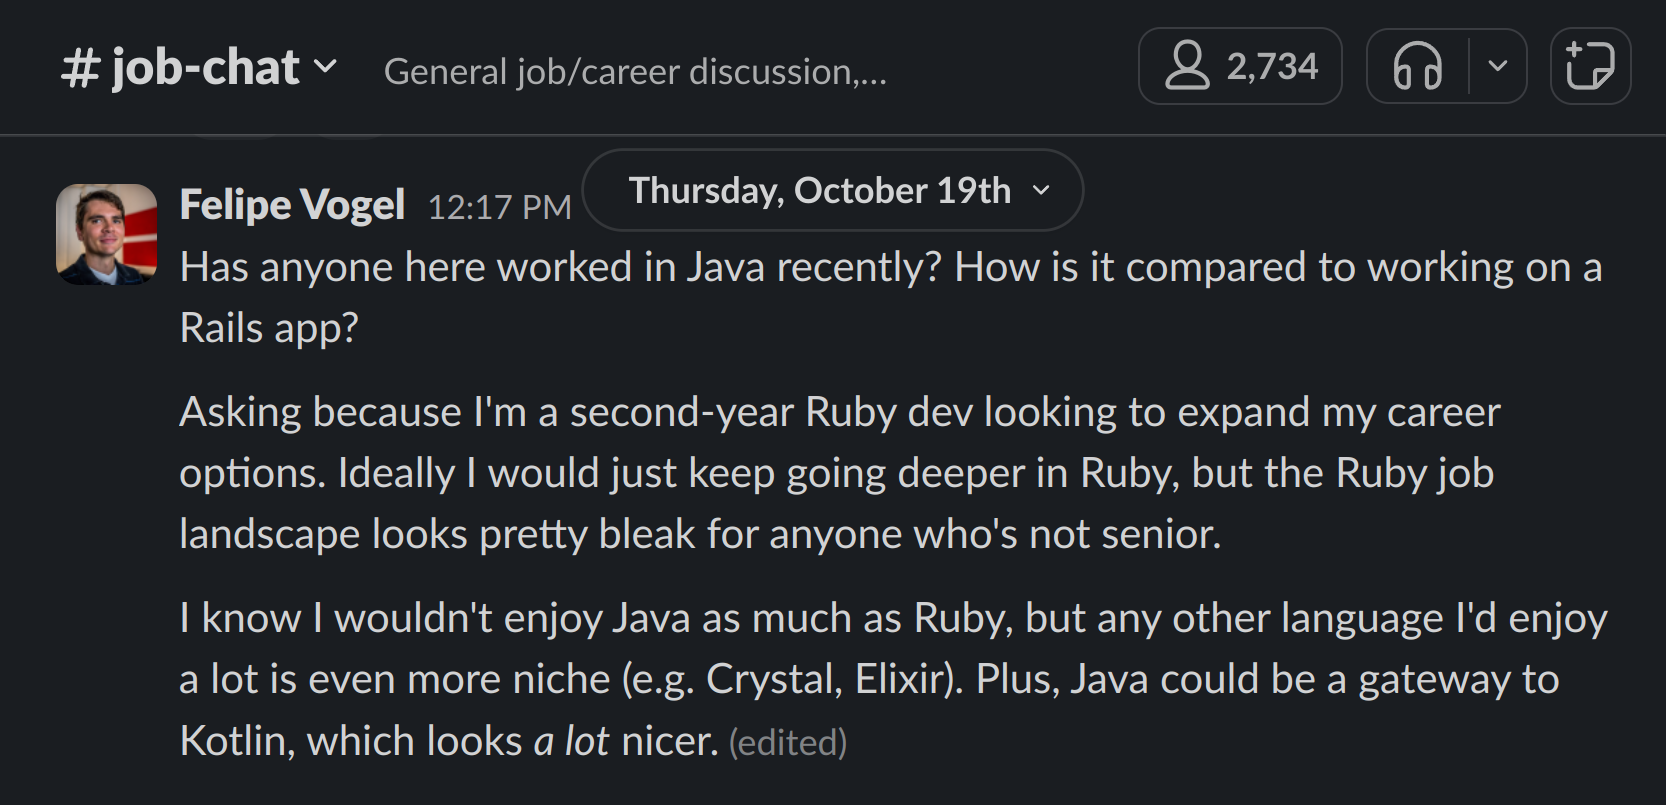 # job-chat
General job/career discussion,...
2,734
Thursday, October 19th
Felipe Vogel 12:17 PM
Has anyone here worked in Java recently? How is it compared to working on a
Rails app?
Asking because I'm a second-year Ruby dev looking to expand my career
options. Ideally I would just keep going deeper in Ruby, but the Ruby job
landscape looks pretty bleak for anyone who's not senior.
I know I wouldn't enjoy Java as much as Ruby, but any other language I'd enjoy
a lot is even more niche (e.g. Crystal, Elixir). Plus, Java could be a gateway to
Kotlin, which looks a lot nicer. (edited)